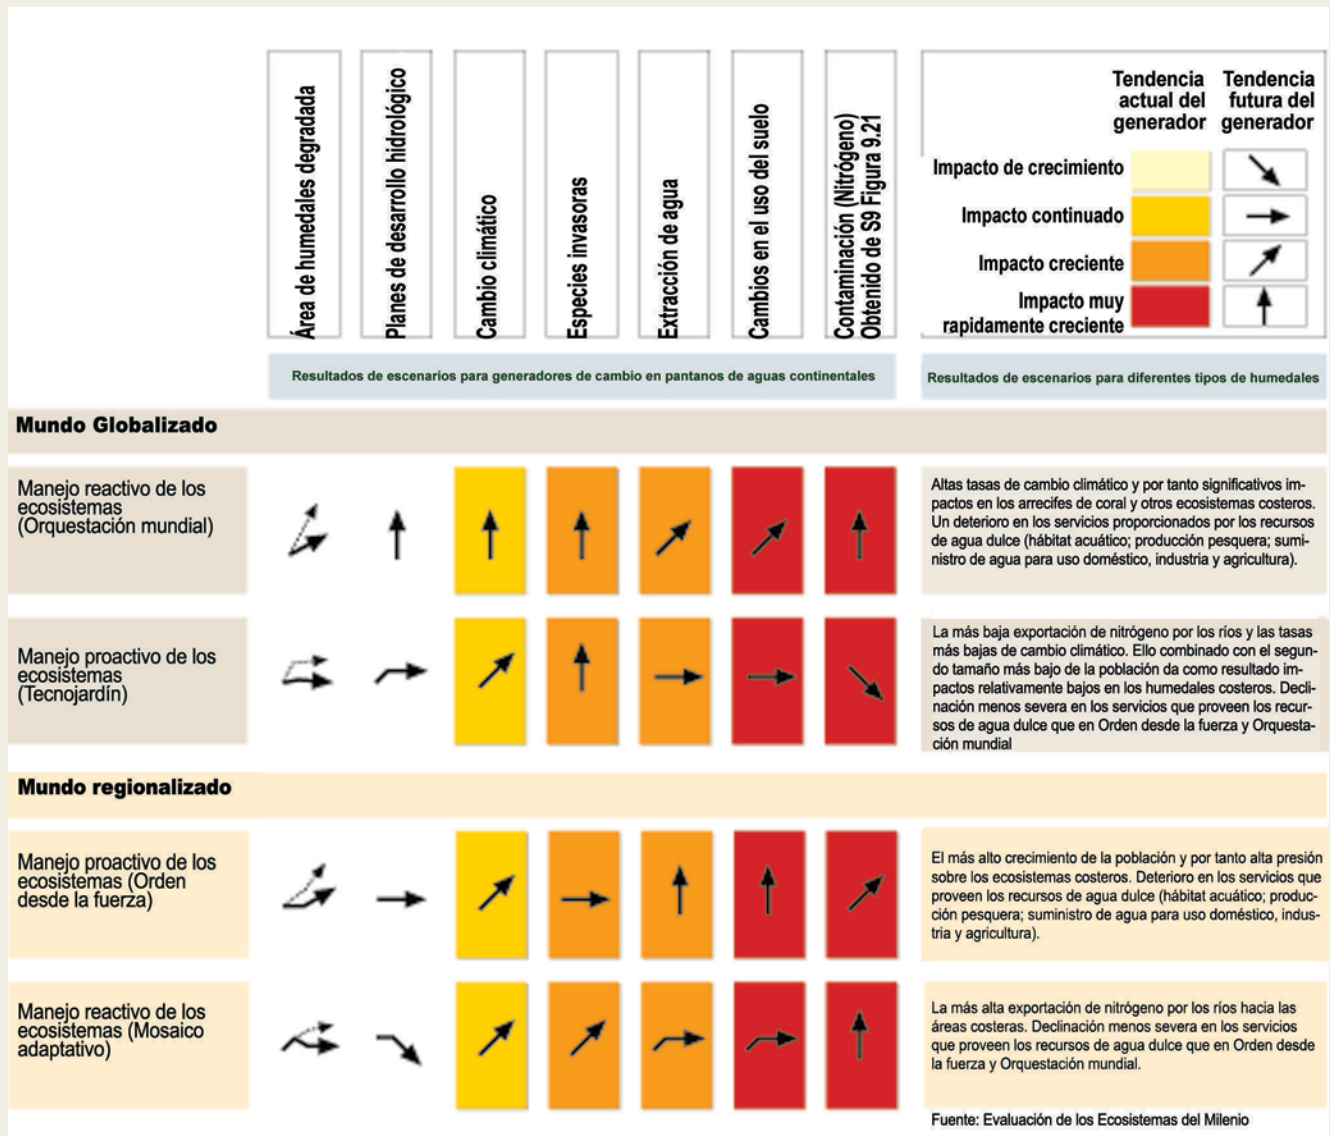 Área de humedales degradada
Planes de desarrollo hidrológico
Cambio climático
Especies invasoras
Extracción de agua
Cambios en el uso del suelo
Contaminación (Nitrógeno)
Obtenido de S9 Figura 9.21
Tendencia
actual del
generador
Tendencia
futura del
generador
Impacto de crecimiento
Impacto continuado
Impacto creciente
Impacto muy
rapidamente creciente
Resultados de escenarios para generadores de cambio en pantanos de aguas continentales
Resultados de escenarios para diferentes tipos de humedales
Mundo Globalizado
Manejo reactivo de los
ecosistemas
(Orquestación mundial)
Altas tasas de cambio climático y por tanto significativos im-
pactos en los arrecifes de coral y otros ecosistemas costeros.
Un deterioro en los servicios proporcionados por los recursos
de agua dulce (hábitat acuático; producción pesquera; sumi-
nistro de agua para uso doméstico, industria y agricultura).
Manejo proactivo de los
ecosistemas
(Tecnojardín)
La más baja exportación de nitrógeno por los ríos y las tasas
más bajas de cambio climático. Ello combinado con el segun-
do tamaño más bajo de la población da como resultado im-
pactos relativamente bajos en los humedales costeros. Decli-
nación menos severa en los servicios que proveen los recur-
sos de agua dulce que en Orden desde la fuerza y Orquesta-
ción mundial
Mundo regionalizado
Manejo proactivo de los
ecosistemas (Orden
desde la fuerza)
El más alto crecimiento de la población y por tanto alta presión
sobre los ecosistemas costeros. Deterioro en los servicios que
proveen los recursos de agua dulce (hábitat acuático; produc-
ción pesquera; suministro de agua para uso doméstico, indus-
tria y agricultura).
Manejo reactivo de los
ecosistemas (Mosaico
adaptativo)
La más alta exportación de nitrógeno por los ríos hacia las
áreas costeras. Declinación menos severa en los servicios
que proveen los recursos de agua dulce que en Orden desde
la fuerza y Orquestación mundial.
Fuente: Evaluación de los Ecosistemas del Milenio